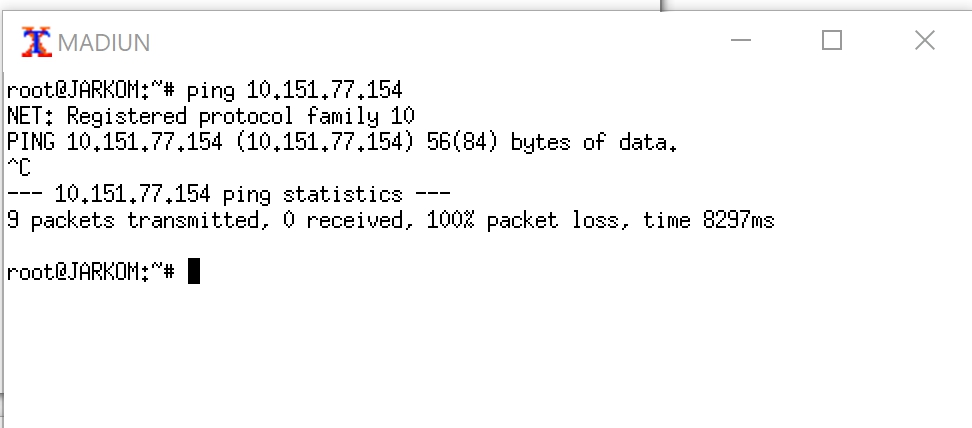 MADIUN
root@JARKOM:~# ping 10.151.77.154
NET: Registered protocol family 10
PING 10.151.77.154 (10.151.77.154) 56(84) bytes of data.
^C
--- 10.151.77.154 ping statistics ---
9 packets transmitted, 0 received, 100% packet loss, time 8297ms
root@JARKOM:~#